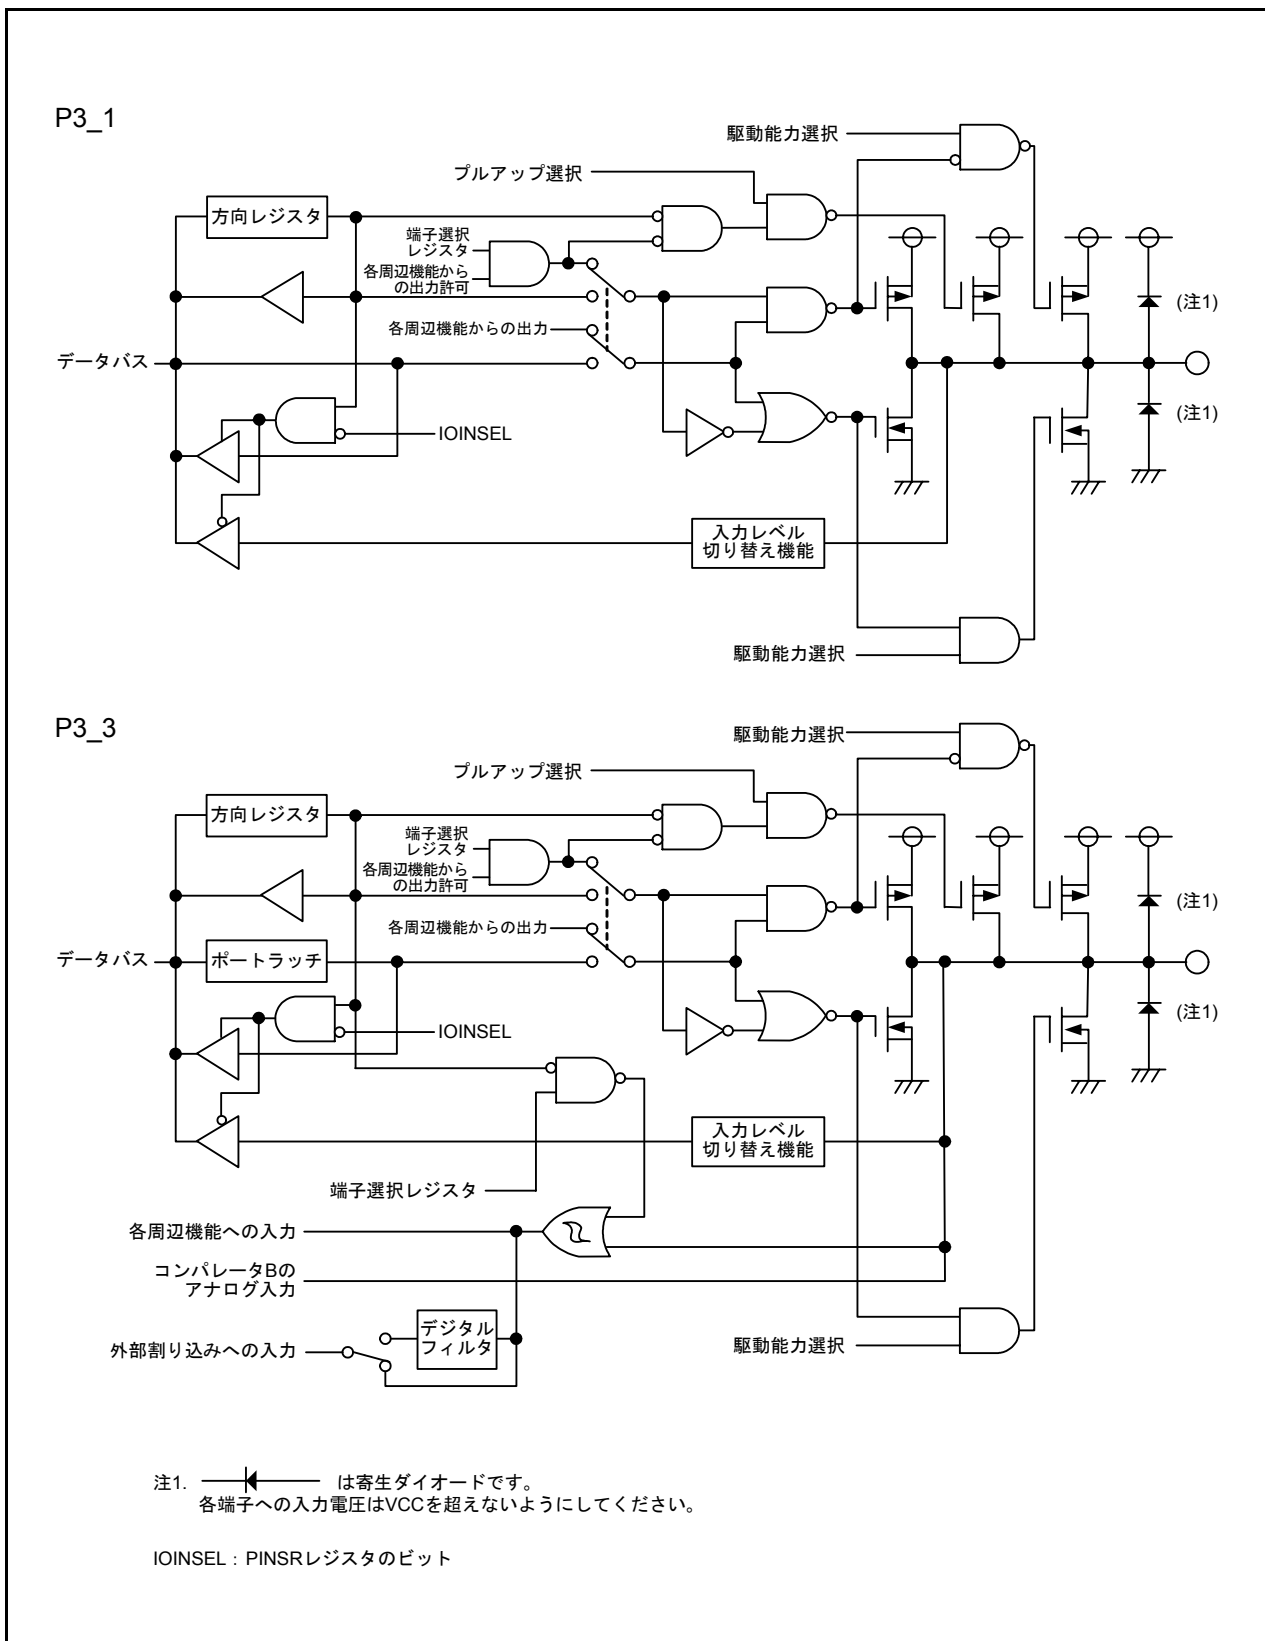 P3_1
駆動能力選択
プルアップ選択
方向レジスタ
端子選択
レジスタ
各周辺機能から
の出力許可
(注1)
各周辺機能からの出力
データバス
(注1)
IOINSEL
入力レベル
切り替え機能
駆動能力選択
P3_3
駆動能力選択
プルアップ選択
方向レジスタ
端子選択
レジスタ
各周辺機能から
の出力許可
(注1)
各周辺機能からの出力
データバス
ポートラッチ
(注1)
IOINSEL
入力レベル
切り替え機能
端子選択レジスタ
各周辺機能への入力
コンパレータBの
アナログ入力
デジタル
フィルタ
外部割り込みへの入力
駆動能力選択
注1. は寄生ダイオードです。
各端子への入力電圧はVCCを超えないようにしてください。
IOINSEL : PINSRレジスタのビット